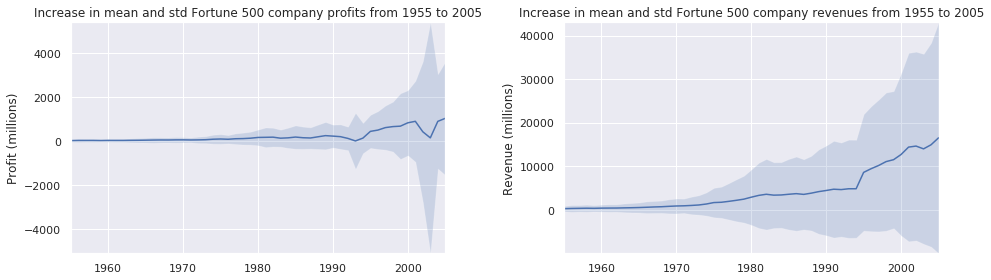 Increase in mean and std Fortune 500 company profits from 1955 to 2005
Profit (millions)
4000
2000
0
−2000
−4000
1960 1970 1980 1990 2000
Increase in mean and std Fortune 500 company revenues from 1955 to 2005
Revenue (millions)
40000
30000
20000
10000
0
1960 1970 1980 1990 2000